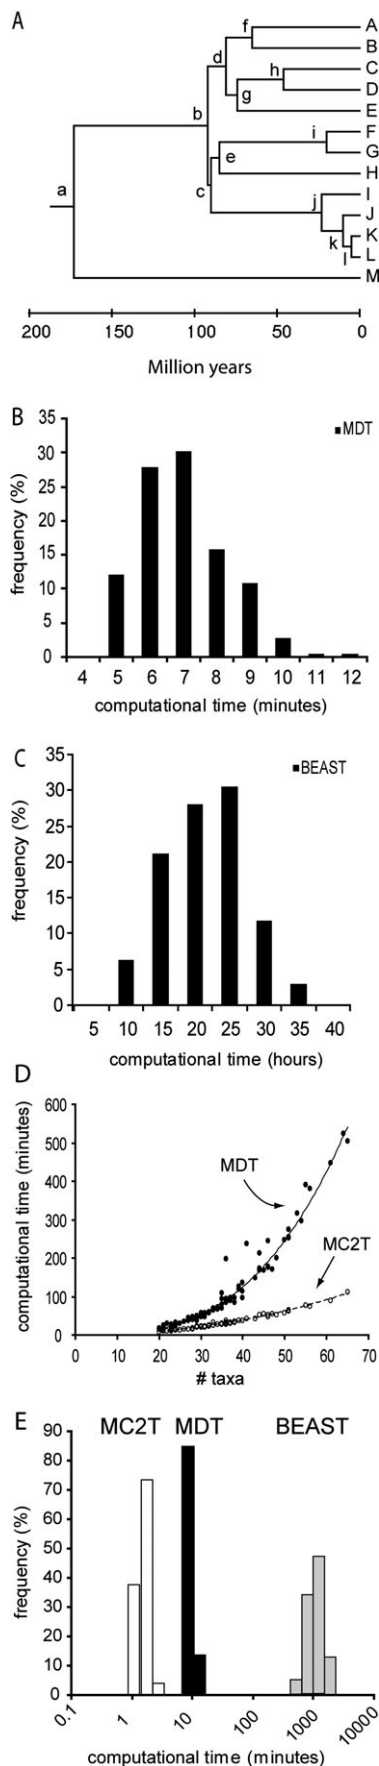 A
f
A
B
d
h
C
D
b
g
E
i
F
G
e
H
a
c
j
I
J
k
K
l
L
M
200 150 100 50 0
Million years
B
35
MDT
30
25
20
15
10
5
0
frequency (%)
4 5 6 7 8 9 10 11 12
computational time (minutes)
C
35
BEAST
30
25
20
15
10
5
0
frequency (%)
5 10 15 20 25 30 35 40
computational time (hours)
D
600
500
400
300
200
100
0
computational time (minutes)
MDT
MC2T
0 10 20 30 40 50 60 70
# taxa
E
MC2T MDT BEAST
90
80
70
60
50
40
30
20
10
0
frequency (%)
0.1 1 10 100 1000 10000
computational time (minutes)